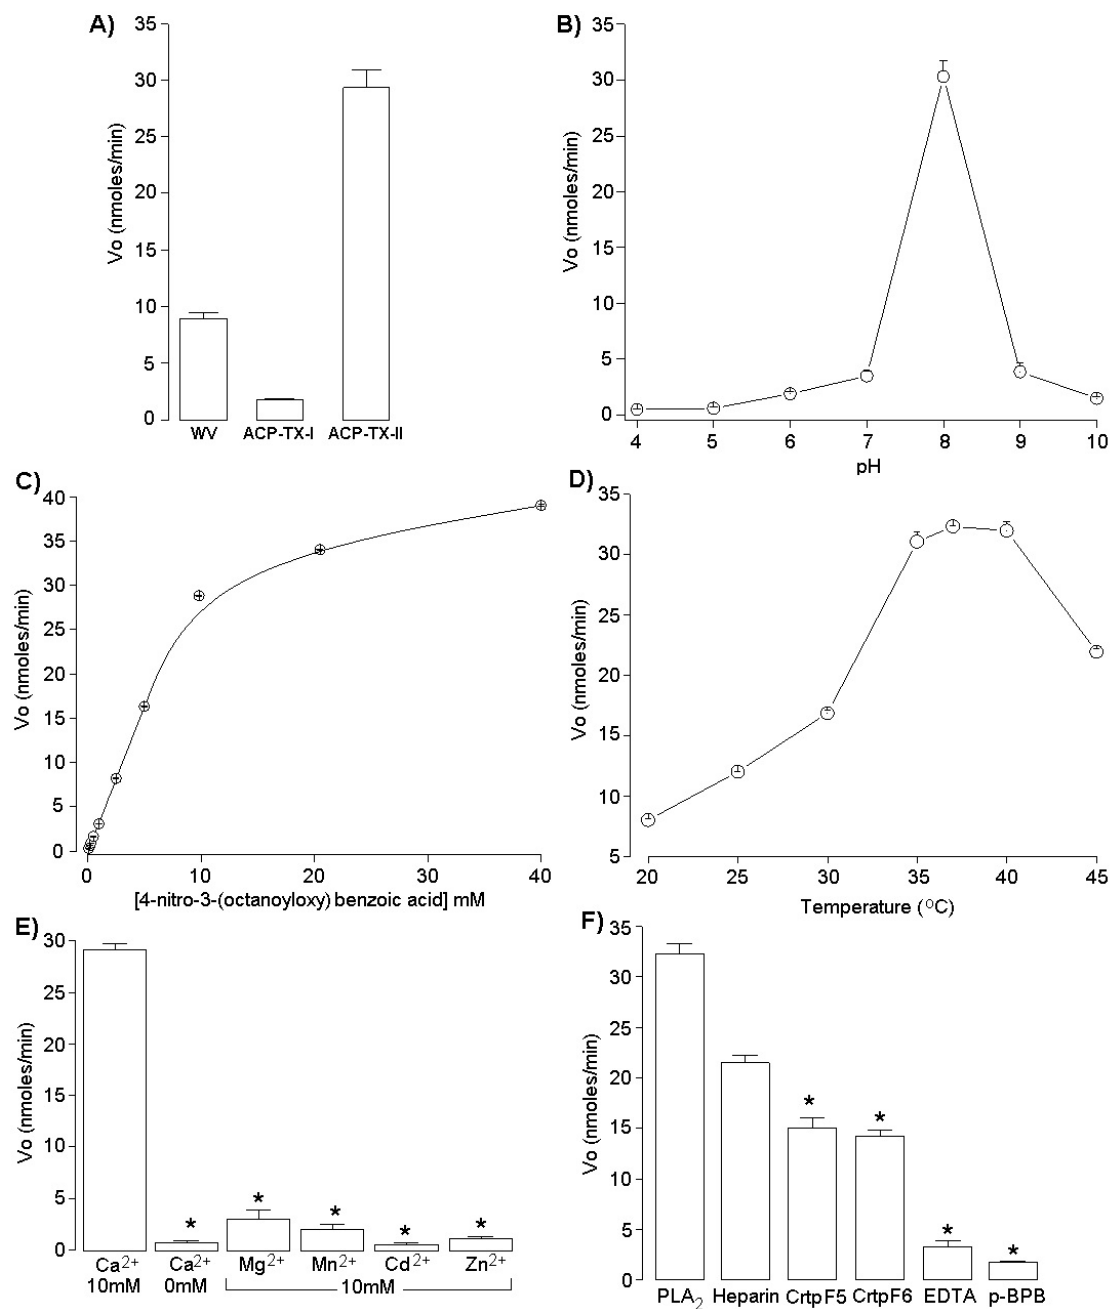 A)
Vo (nmoles/min)
35
30
25
20
15
10
5
0
WV ACP-TX-I ACP-TX-II
B)
Vo (nmoles/min)
35
30
25
20
15
10
5
0
4 5 6 7 8 9 10
pH
C)
Vo (nmoles/min)
40
35
30
25
20
15
10
5
0
0 10 20 30 40
[4-nitro-3-(octanoyloxy) benzoic acid] mM
D)
Vo (nmoles/min)
35
30
25
20
15
10
5
20 25 30 35 40 45
Temperature (ºC)
E)
Vo (nmoles/min)
30
25
20
15
10
5
0
* * * * *
Ca2+ Ca2+ Mg2+ Mn2+ Cd2+ Zn2+
10mM 0mM 10mM
F)
Vo (nmoles/min)
35
30
25
20
15
10
5
0
* * * *
PLA2 Heparin CrtpF5 CrtpF6 EDTA p-BPB